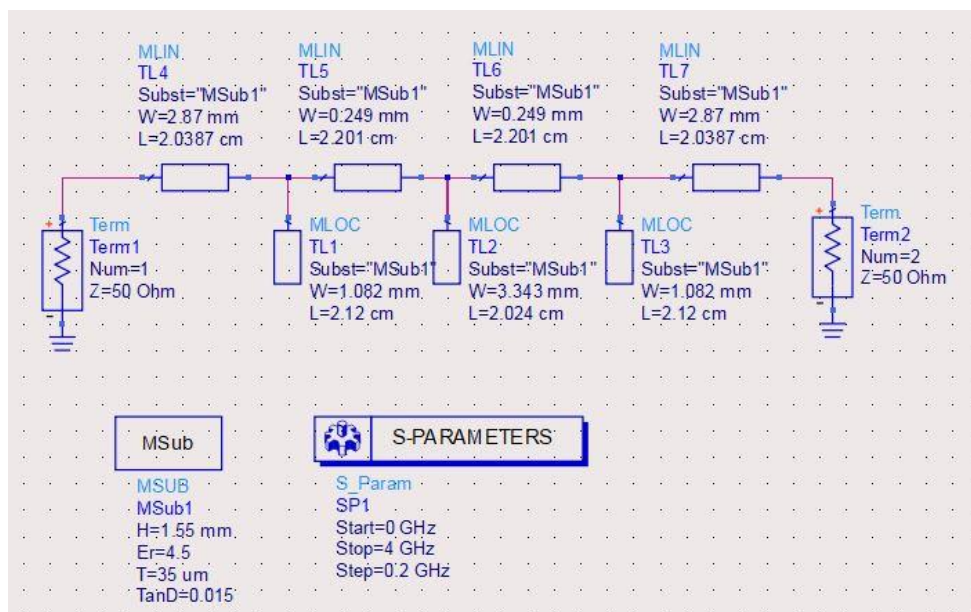 MLIN
TL4
Subst="MSub1"
W=2.87 mm
L=2.0387 cm
MLIN
TL5
Subst="MSub1"
W=0.249 mm
L=2.201 cm
MLIN
TL6
Subst="MSub1"
W=0.249 mm
L=2.201 cm
MLIN
TL7
Subst="MSub1"
W=2.87 mm
L=2.0387 cm
Term
Term1
Num=1
Z=50 Ohm
MLOC
TL1
Subst="MSub1"
W=1.082 mm
L=2.12 cm
MLOC
TL2
Subst="MSub1"
W=3.343 mm
L=2.024 cm
MLOC
TL3
Subst="MSub1"
W=1.082 mm
L=2.12 cm
Term
Term2
Num=2
Z=50 Ohm
MSub
MSUB
MSub1
H=1.55 mm
Er=4.5
T=35 um
TanD=0.015
S-PARAMETERS
S_Param
SP1
Start=0 GHz
Stop=4 GHz
Step=0.2 GHz